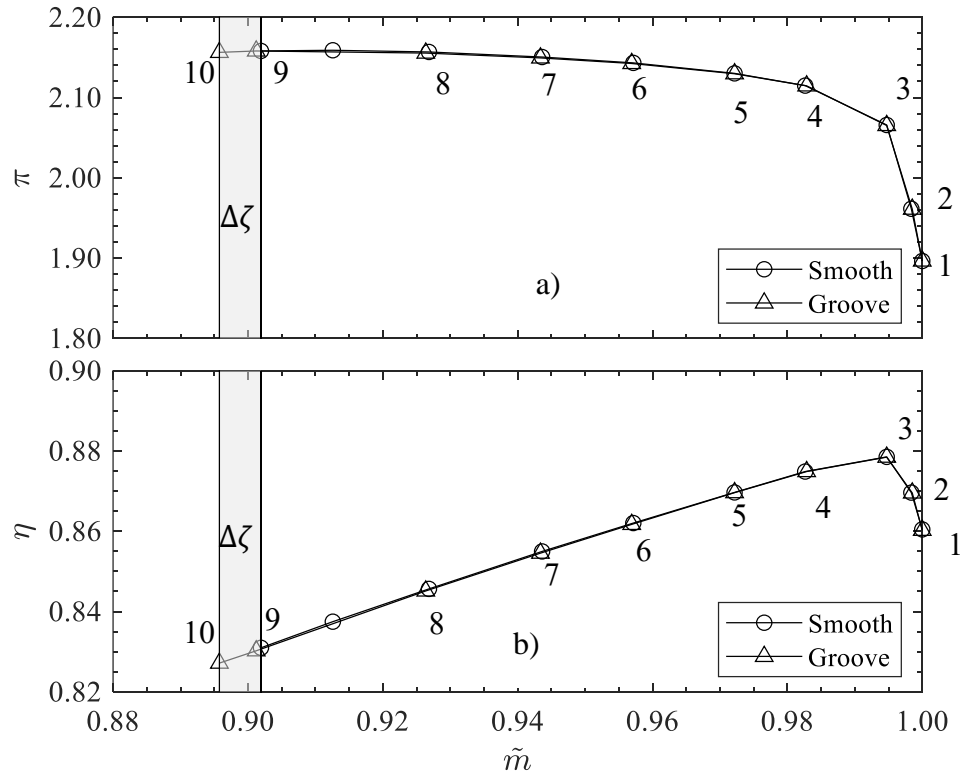 2.20
2.10
2.00
1.90
1.80
π
10
9
8
7
6
5
4
3
2
1
Δζ
a)
Smooth
Groove
0.90
0.88
0.86
0.84
0.82
η
10
9
8
7
6
5
4
3
2
1
Δζ
b)
Smooth
Groove
0.88 0.90 0.92 0.94 0.96 0.98 1.00
m̃